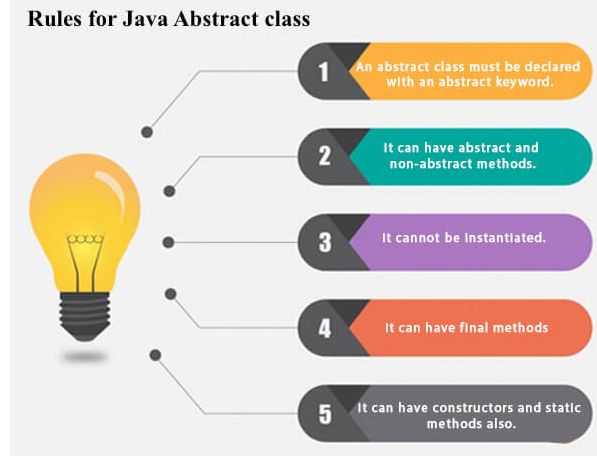 Rules for Java Abstract class
1
An abstract class must be declared
with an abstract keyword.
2
It can have abstract and
non-abstract methods.
3
It cannot be instantiated.
4
It can have final methods
5
It can have constructors and static
methods also.